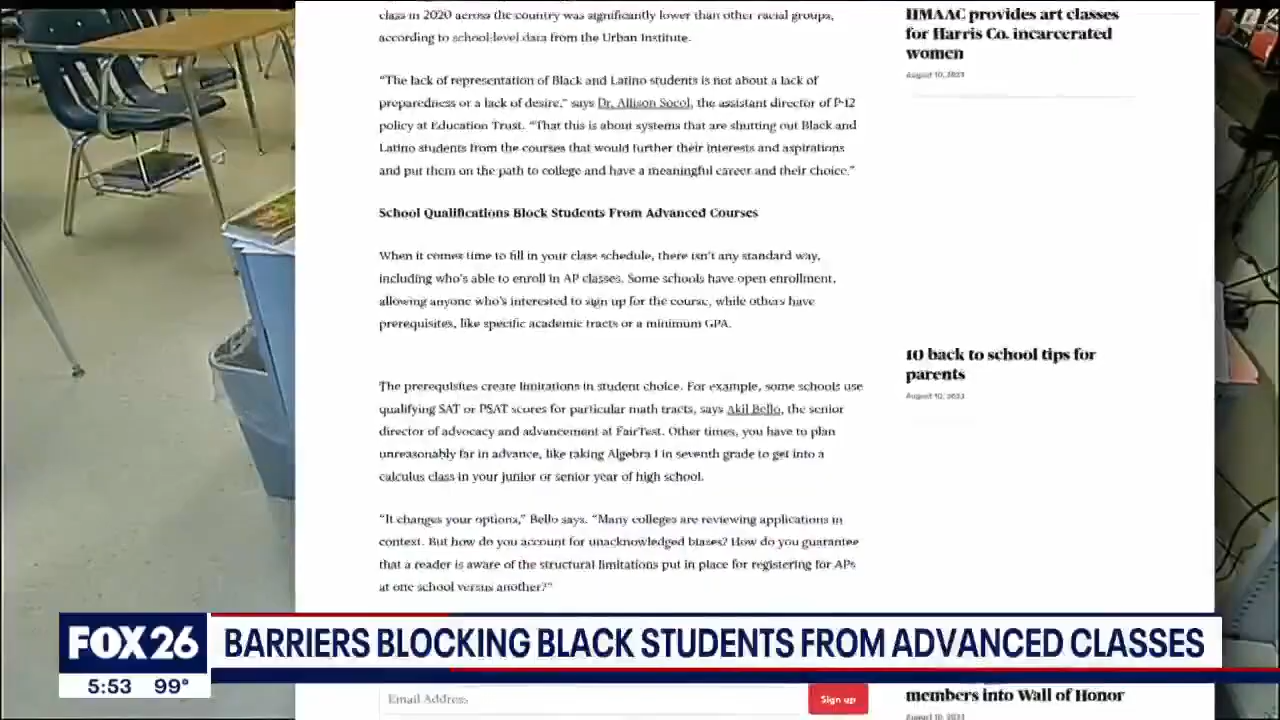 class in 2020 across the country was significantly lower than other racial groups,
according to school-level data from the Urban Institute.
“The lack of representation of Black and Latino students is not about a lack of
preparedness or a lack of desire,” says Dr. Allison Socol, the assistant director of P-12
policy at Education Trust. “That this is about systems that are shutting out Black and
Latino students from the courses that would further their interests and aspirations
and put them on the path to college and have a meaningful career and their choice.”
School Qualifications Block Students From Advanced Courses
When it comes time to fill in your class schedule, there isn’t any standard way,
including who’s able to enroll in AP classes. Some schools have open enrollment,
allowing anyone who’s interested to sign up for the course, while others have
prerequisites, like specific academic tracts or a minimum GPA.
The prerequisites create limitations in student choice. For example, some schools use
qualifying SAT or PSAT scores for particular math tracts, says Akil Bello, the senior
director of advocacy and advancement at FairTest. Other times, you have to plan
unreasonably far in advance, like taking Algebra I in seventh grade to get into a
calculus class in your junior or senior year of high school.
“It changes your options,” Bello says. “Many colleges are reviewing applications in
context. But how do you account for unacknowledged biases? How do you guarantee
that a reader is aware of the structural limitations put in place for registering for APs
at one school versus another?”
HMAAC provides art classes
for Harris Co. incarcerated
women
August 10, 2023
10 back to school tips for
parents
August 10, 2023
FOX 26
BARRIERS BLOCKING BLACK STUDENTS FROM ADVANCED CLASSES
5:53 99°
Email Address
Sign up
members into Wall of Honor
August 10, 2023